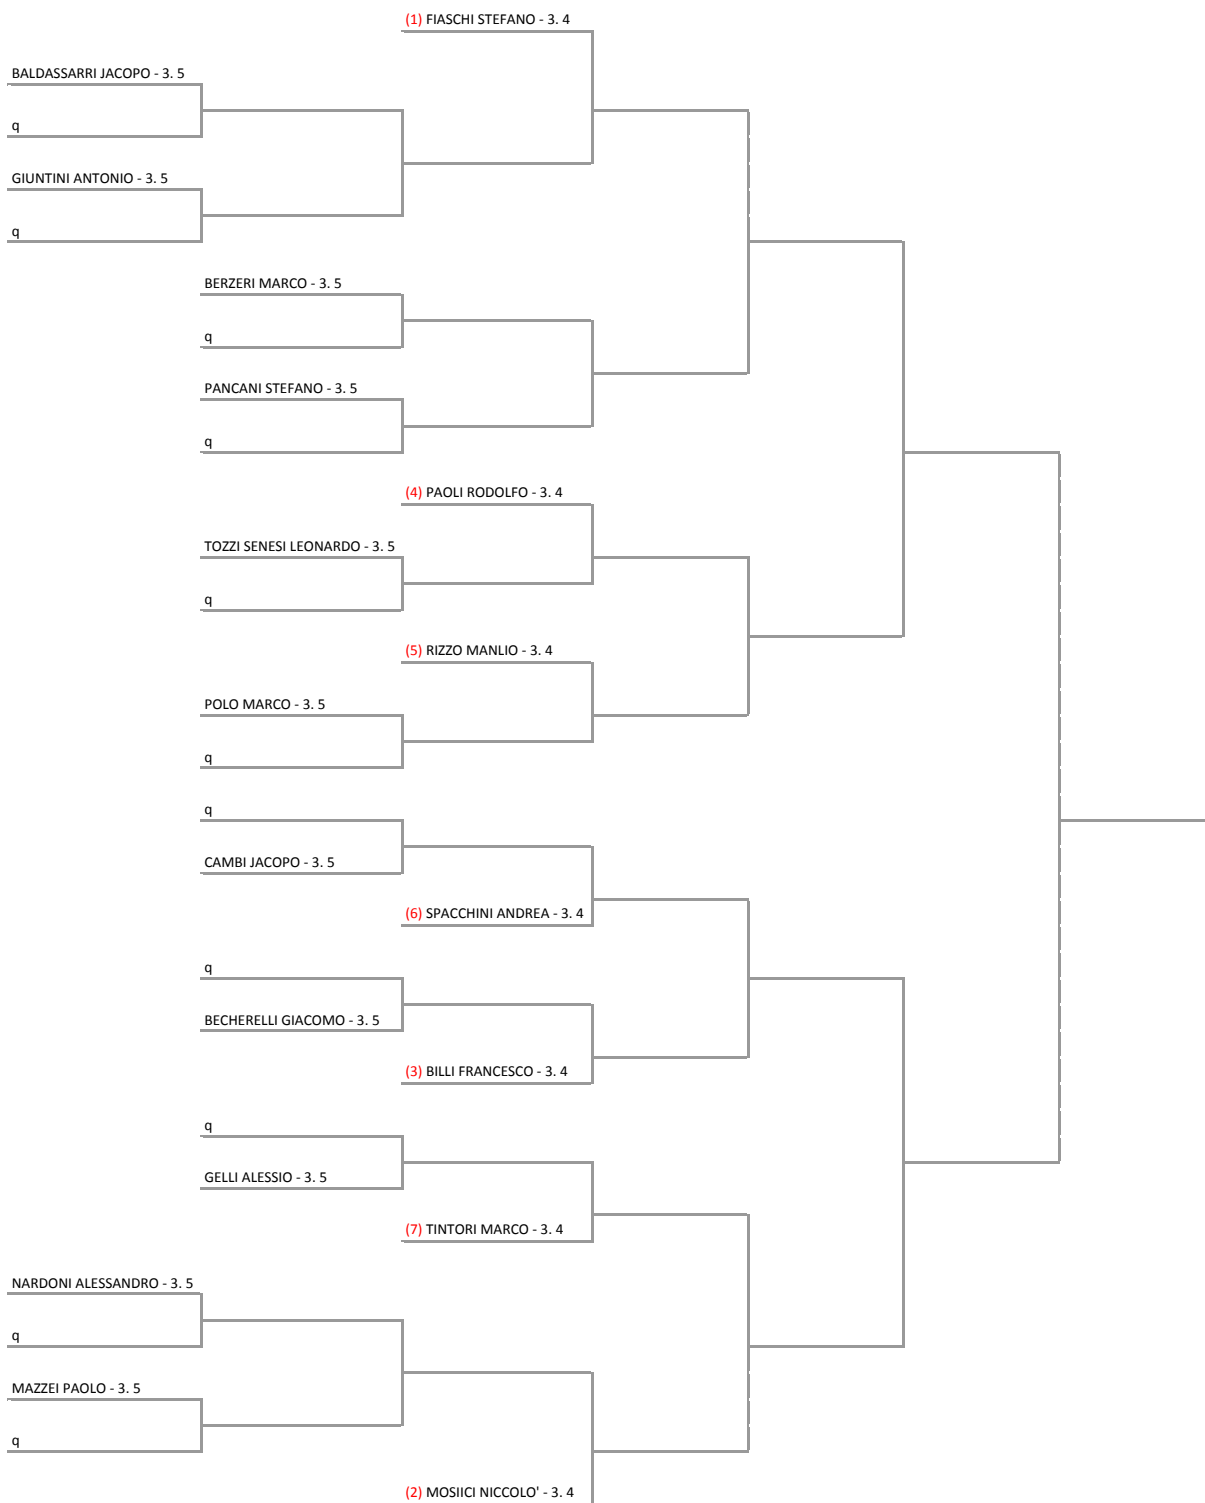 (1) FIASCHI STEFANO - 3. 4
BALDASSARRI JACOPO - 3. 5
q
GIUNTINI ANTONIO - 3. 5
q
BERZERI MARCO - 3. 5
q
PANCANI STEFANO - 3. 5
q
(4) PAOLI RODOLFO - 3. 4
TOZZI SENESI LEONARDO - 3. 5
q
(5) RIZZO MANLIO - 3. 4
POLO MARCO - 3. 5
q
q
CAMBI JACOPO - 3. 5
(6) SPACCHINI ANDREA - 3. 4
q
BECHERELLI GIACOMO - 3. 5
(3) BILLI FRANCESCO - 3. 4
q
GELLI ALESSIO - 3. 5
(7) TINTORI MARCO - 3. 4
NARDONI ALESSANDRO - 3. 5
q
MAZZEI PAOLO - 3. 5
q
(2) MOSIICI NICCOLO' - 3. 4